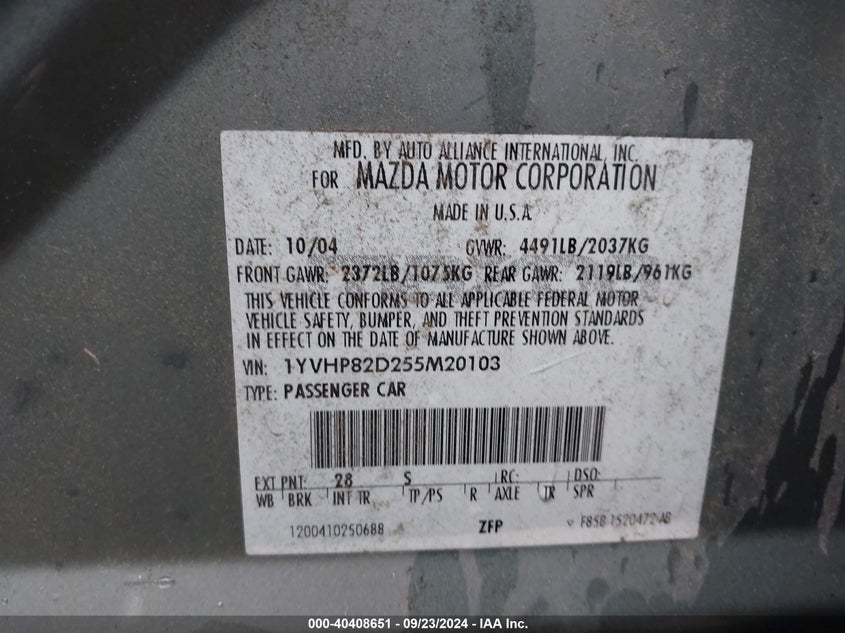 MFD. BY AUTO ALLIANCE INTERNATIONAL, INC.
FOR MAZDA MOTOR CORPORATION
MADE IN U.S.A
DATE: 10/04 GVWR: 4491LB/2037KG
FRONT GAWR: 2372LB/1075KG REAR GAWR: 2119LB/961KG
THIS VEHICLE CONFORMS TO ALL APPLICABLE FEDERAL MOTOR
VEHICLE SAFETY, BUMPER, AND THEFT PREVENTION STANDARDS
IN EFFECT ON THE DATE OF MANUFACTURE SHOWN ABOVE.
VIN: 1YVHP82D255M20103
TYPE: PASSENGER CAR
EXT PNT: 28 S RC: DSO:
WB BRK INT TR TP/PS R AXLE TR SPR
1200410250688 ZFP F85B 1520472 AB
000-40408651 - 09/23/2024 - IAA Inc.